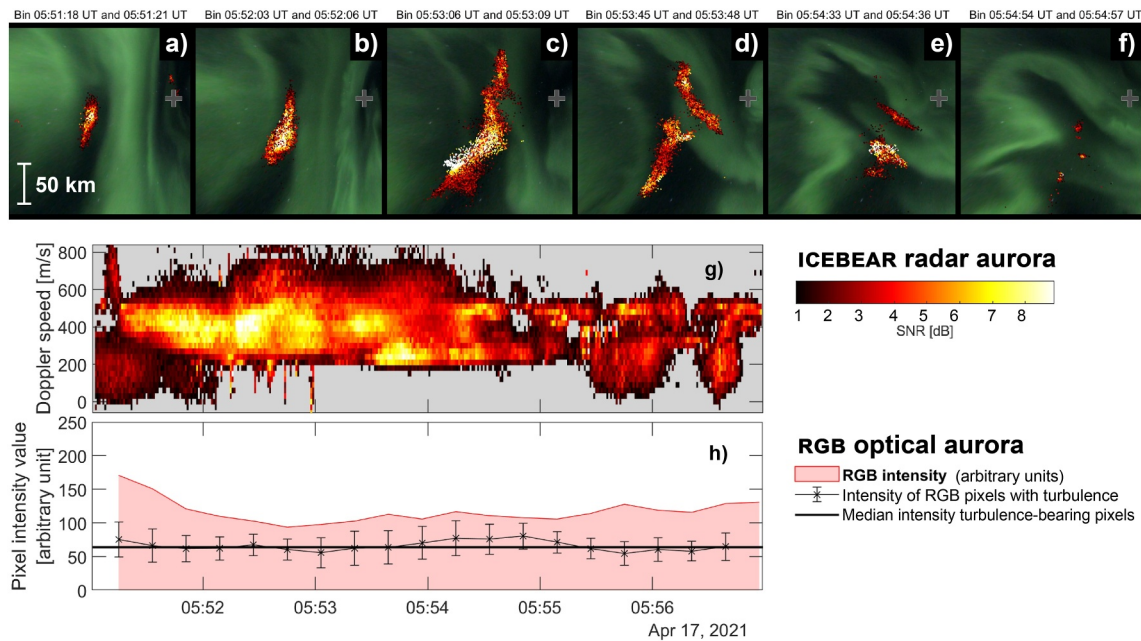 Bin 05:51:18 UT and 05:51:21 UT
Bin 05:52:03 UT and 05:52:06 UT
Bin 05:53:06 UT and 05:53:09 UT
Bin 05:53:45 UT and 05:53:48 UT
Bin 05:54:33 UT and 05:54:36 UT
Bin 05:54:54 UT and 05:54:57 UT
a)
b)
c)
d)
e)
f)
50 km
Doppler speed [m/s]
800
600
400
200
0
g)
ICEBEAR radar aurora
1 2 3 4 5 6 7 8
SNR [dB]
Pixel intensity value
[arbitrary unit]
250
200
150
100
50
0
h)
RGB optical aurora
RGB intensity (arbitrary units)
Intensity of RGB pixels with turbulence
Median intensity turbulence-bearing pixels
05:52 05:53 05:54 05:55 05:56
Apr 17, 2021